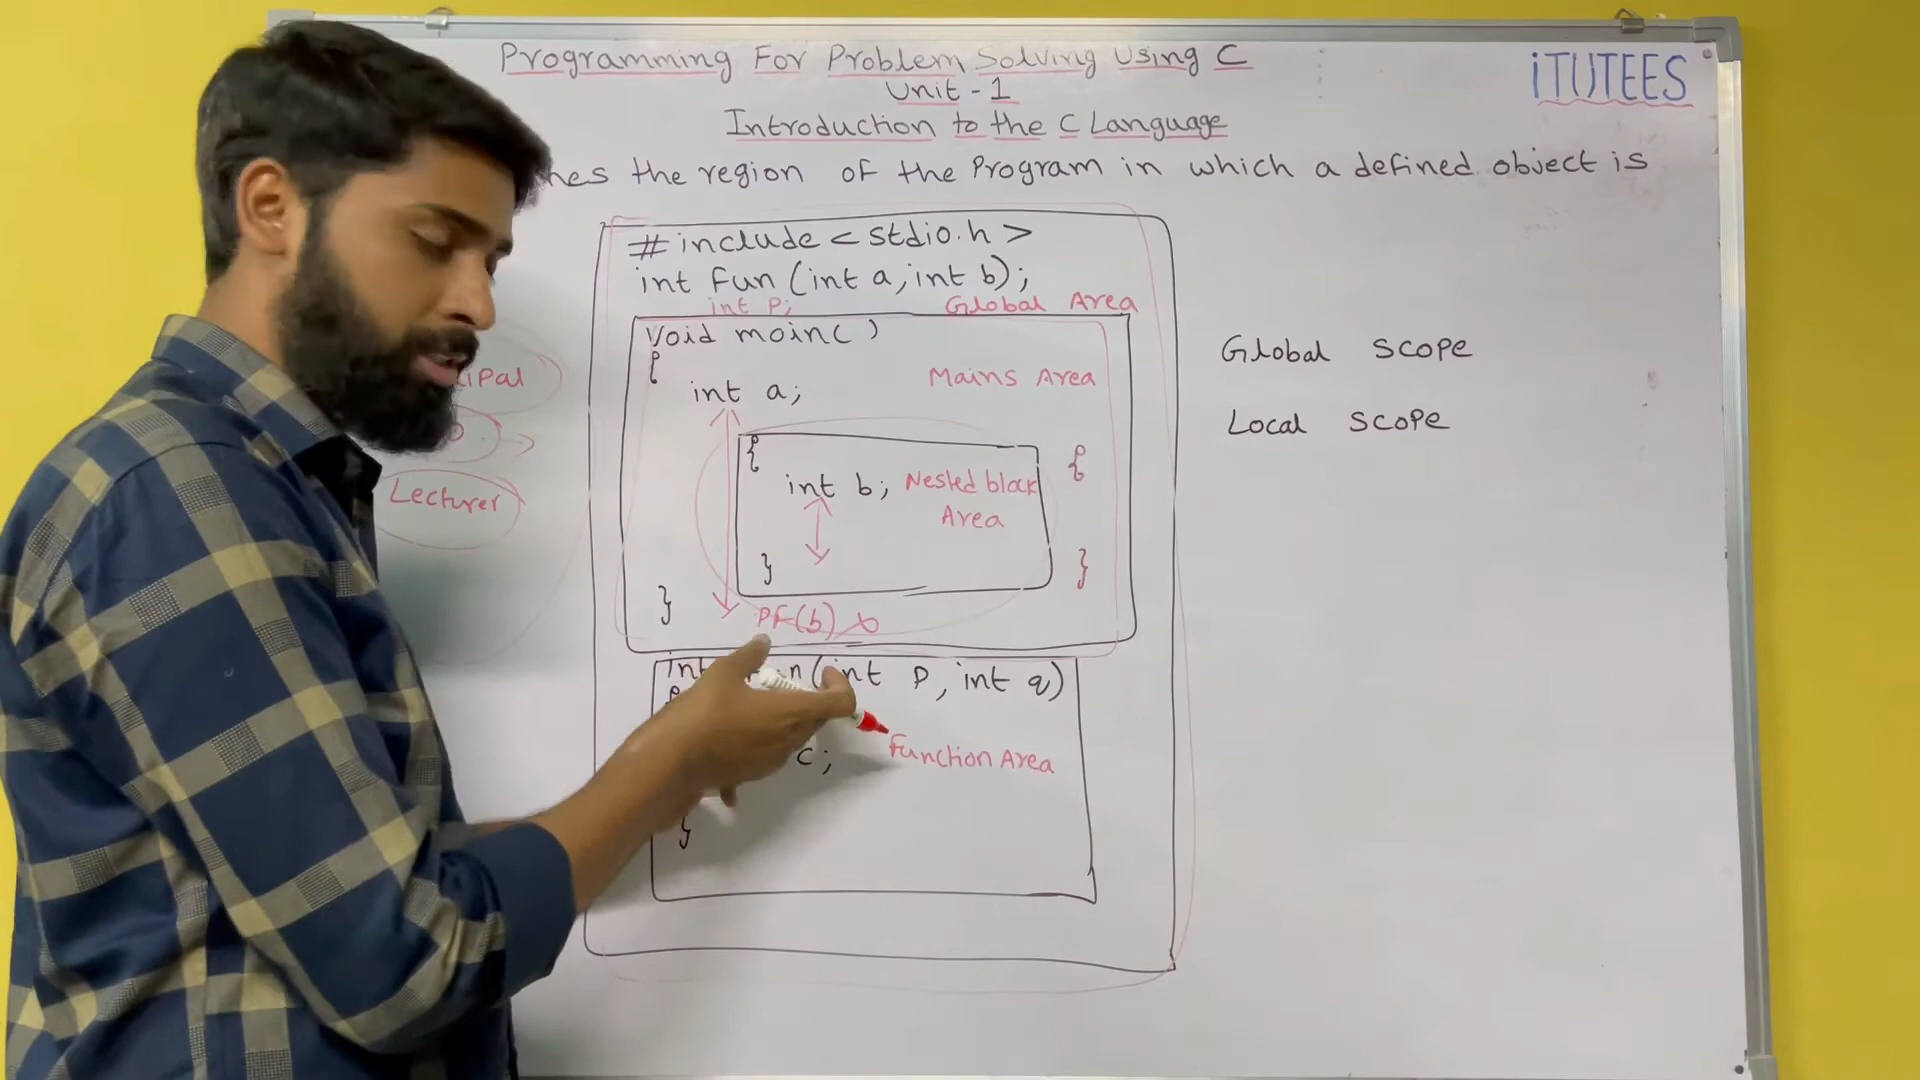 Programming For Problem Solving Using C
iTUTEES
Unit - 1
Introduction to the C Language
the region of the Program in which a defined object is
#include <stdio.h>
int Fun (int a, int b);
int P;
Global Area
void main()
{
int a;
Mains Area
{
int b;
Nested block
Area
}
{
}
}
PF(b)
(int P, int q)
c;
Function Area
}
Global Scope
Local Scope
Lecturer